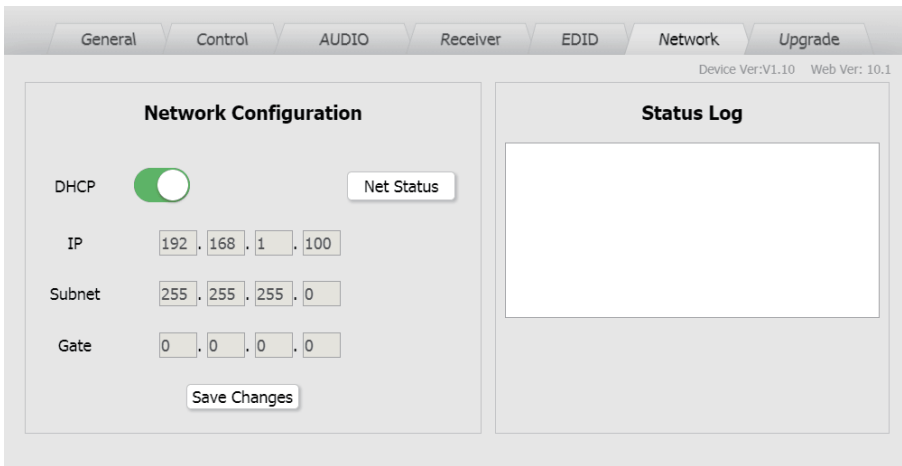 General Control AUDIO Receiver EDID Network Upgrade
Device Ver:V1.10 Web Ver: 10.1
Network Configuration
DHCP
Net Status
IP 192 . 168 . 1 . 100
Subnet 255 . 255 . 255 . 0
Gate 0 . 0 . 0 . 0
Save Changes
Status Log